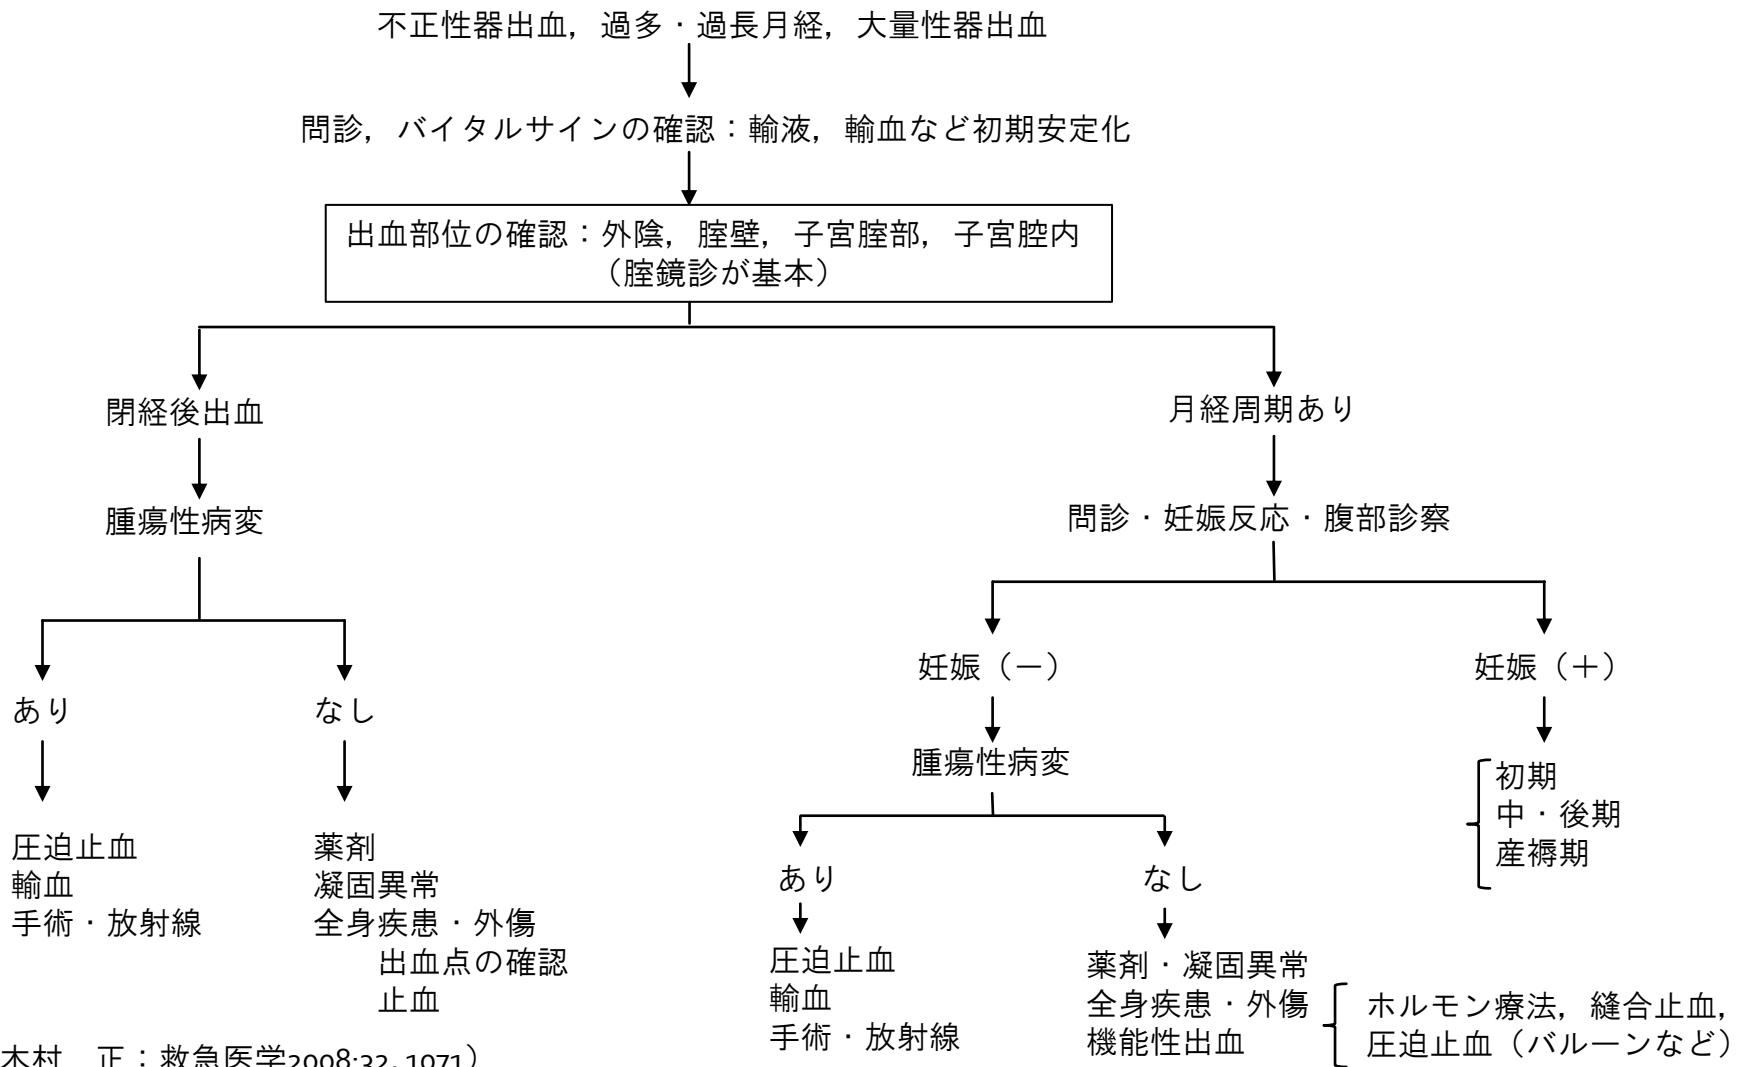 不正性器出血，過多・過長月経，大量性器出血
問診，バイタルサインの確認：輸液，輸血など初期安定化
出血部位の確認：外陰，腟壁，子宮腟部，子宮腔内
（腟鏡診が基本）
閉経後出血
月経周期あり
腫瘍性病変
問診・妊娠反応・腹部診察
あり
なし
妊娠（－）
妊娠（＋）
圧迫止血
輸血
手術・放射線
薬剤
凝固異常
全身疾患・外傷
出血点の確認
止血
腫瘍性病変
あり
なし
圧迫止血
輸血
手術・放射線
薬剤・凝固異常
全身疾患・外傷
機能性出血
ホルモン療法，縫合止血，
圧迫止血（バルーンなど）
初期
中・後期
産褥期
木村　正：救急医学2008;32, 1071）